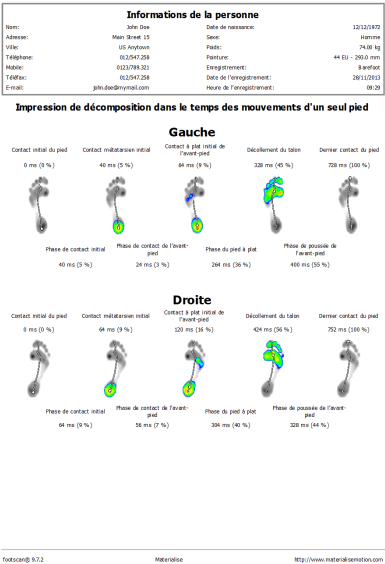 Informations de la personne
Nom: John Doe Date de naissance: 12/12/1972
Adresse: Main Street 15 Sexe: Homme
Ville: US Anytown Poids: 74.00 kg
Téléphone: 012/547.258 Pointure: 44 EU - 293.0 mm
Mobile: 0123/789.321 Enregistrement: Barefoot
Téléfax: 012/547.258 Date de l'enregistrement: 28/11/2013
E-mail: john.doe@mymail.com Heure de l'enregistrement: 09:29
Impression de décomposition dans le temps des mouvements d'un seul pied
Gauche
Contact initial du pied Contact métatarsien initial Contact à plat initial de l'avant-pied Décollement du talon Dernier contact du pied
0 ms (0 %) 40 ms (5 %) 64 ms (9 %) 328 ms (45 %) 728 ms (100 %)
Phase de contact initial Phase de contact de l'avant-pied Phase du pied à plat Phase de poussée de l'avant-pied
40 ms (5 %) 24 ms (3 %) 264 ms (36 %) 400 ms (55 %)
Droite
Contact initial du pied Contact métatarsien initial Contact à plat initial de l'avant-pied Décollement du talon Dernier contact du pied
0 ms (0 %) 64 ms (9 %) 120 ms (16 %) 424 ms (56 %) 752 ms (100 %)
Phase de contact initial Phase de contact de l'avant-pied Phase du pied à plat Phase de poussée de l'avant-pied
64 ms (9 %) 56 ms (7 %) 304 ms (40 %) 328 ms (44 %)
footscan® 9.7.2 Materialise http://www.materialisemotion.com